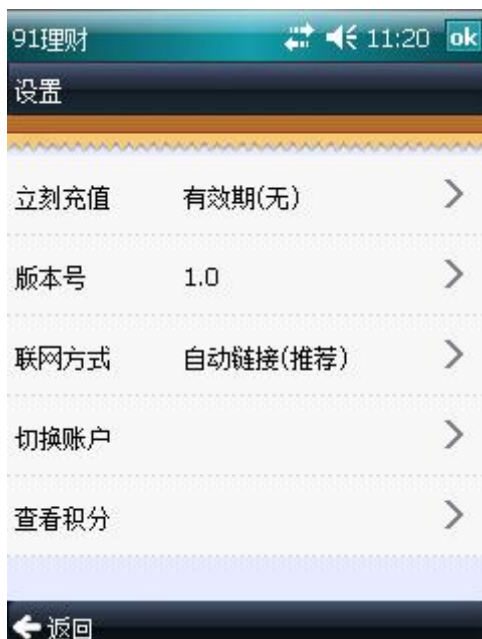 91理财 11:20 ok
设置
立刻充值 有效期(无)
版本号 1.0
联网方式 自动链接(推荐)
切换账户
查看积分
返回